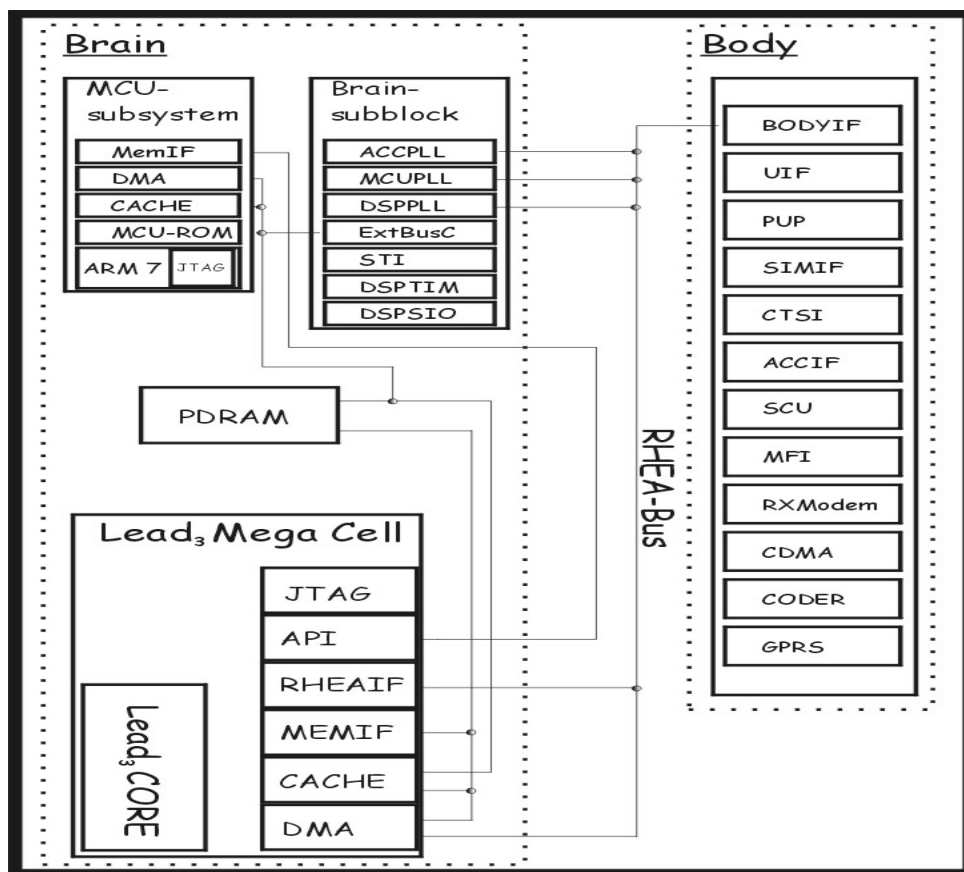 Brain
MCU-
subsystem
MemIF
DMA
CACHE
MCU-ROM
ARM 7
JTAG
Brain-
subblock
ACCPLL
MCUPLL
DSPPLL
ExtBusC
STI
DSPTIM
DSPSIO
PDRAM
Lead₃ Mega Cell
JTAG
API
RHEAIF
MEMIF
CACHE
DMA
Lead₃CORE
RHEA-Bus
Body
BODYIF
UIF
PUP
SIMIF
CTSI
ACCIF
SCU
MFI
RXModem
CDMA
CODER
GPRS